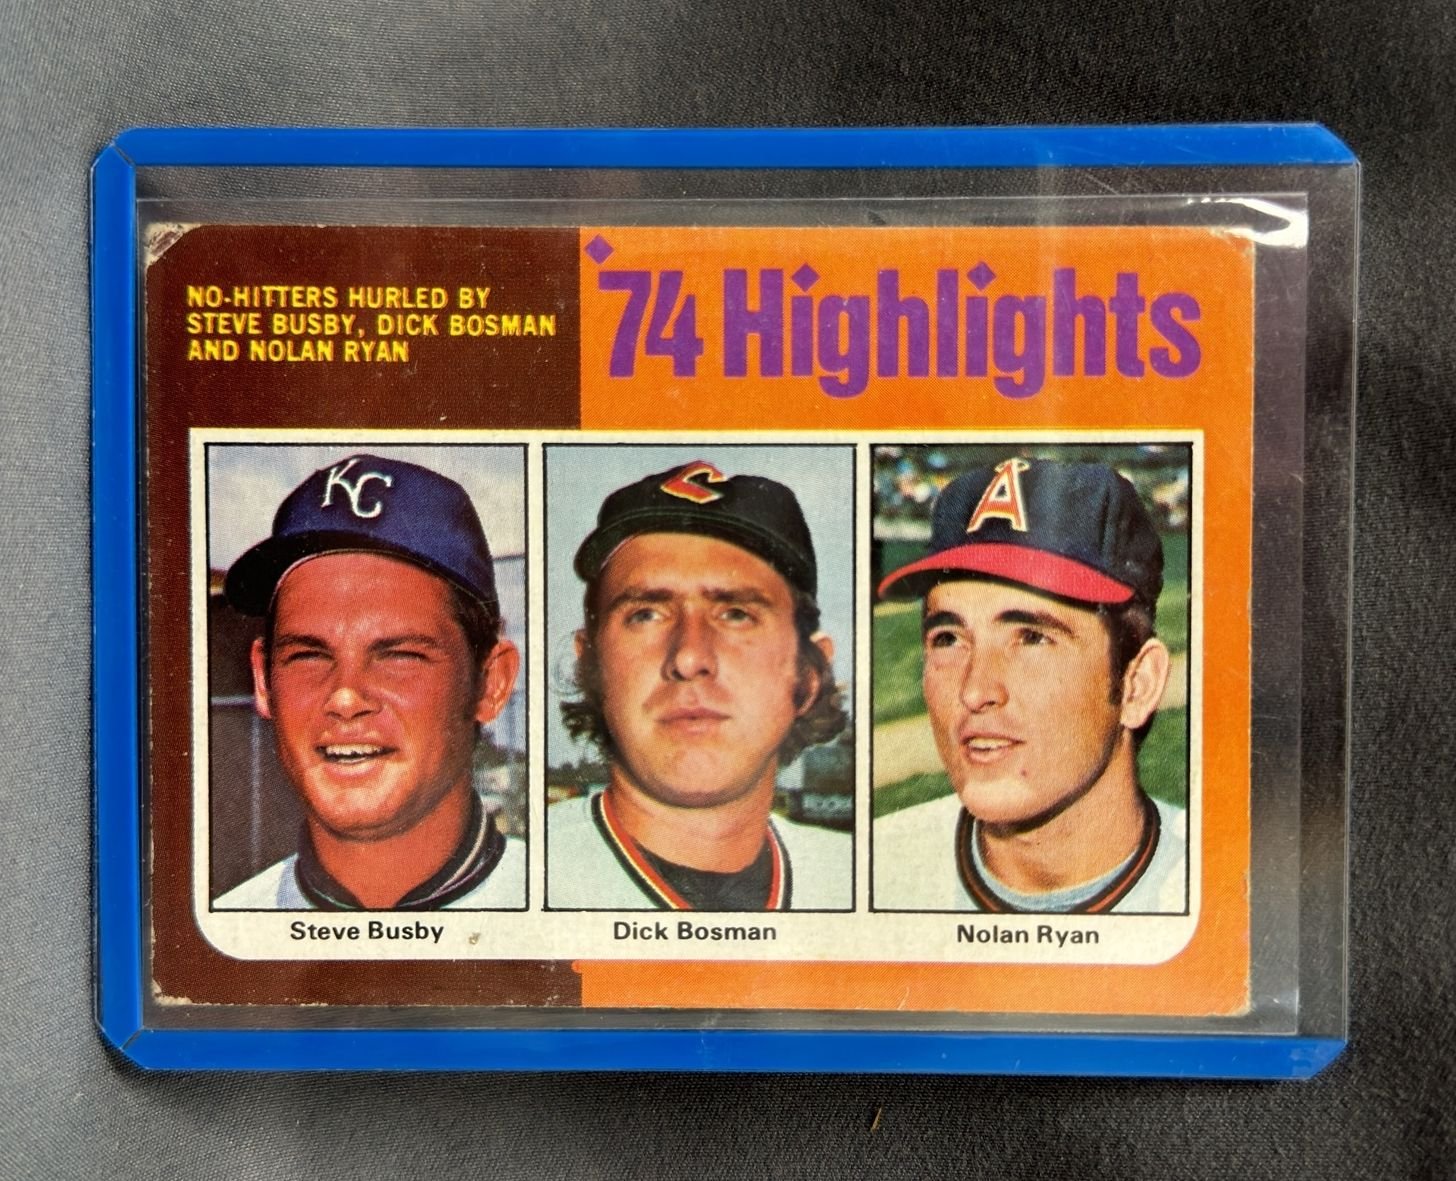 NO-HITTERS HURLED BY
STEVE BUSBY, DICK BOSMAN
AND NOLAN RYAN
'74 Highlights
KC
C
A
Steve Busby
Dick Bosman
Nolan Ryan